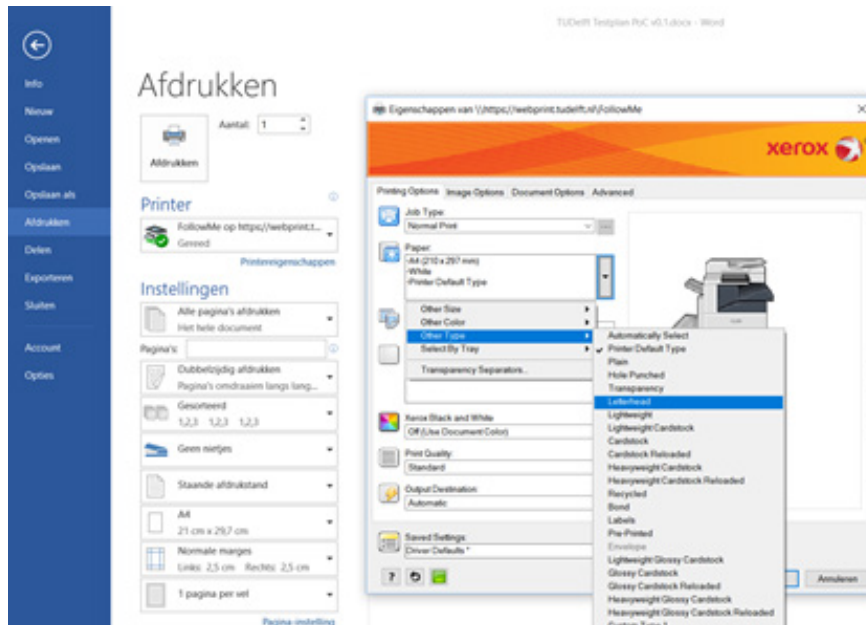 TUDelft Testplan PoC v0.1.docx - Word
Info
Nieuw
Openen
Opslaan
Opslaan als
Afdrukken
Delen
Exporteren
Sluiten
Account
Opties
Afdrukken
Aantal: 1
Afdrukken
Printer
FollowMe op https://webprint.t...
Gereed
Printereigenschappen
Instellingen
Alle pagina's afdrukken
Het hele document
Pagina's:
Dubbelzijdig afdrukken
Pagina's omdraaien langs lang...
Gesorteerd
1,2,3 1,2,3 1,2,3
Geen nietjes
Staande afdrukstand
A4
21 cm x 29,7 cm
Normale marges
Links: 2,5 cm Rechts: 2,5 cm
1 pagina per vel
Pagina-instelling
Eigenschappen van \\https://webprint.tudelft.nl\FollowMe
xerox
Printing Options Image Options Document Options Advanced
Job Type:
Normal Print
Paper:
-A4 (210 x 297 mm)
-White
-Printer Default Type
Other Size
Other Color
Other Type
Select By Tray
Transparency Separators...
Automatically Select
Printer Default Type
Plain
Hole Punched
Transparency
Letterhead
Lightweight
Lightweight Cardstock
Cardstock
Cardstock Reloaded
Heavyweight Cardstock
Heavyweight Cardstock Reloaded
Recycled
Bond
Labels
Pre-Printed
Envelope
Lightweight Glossy Cardstock
Glossy Cardstock
Glossy Cardstock Reloaded
Heavyweight Glossy Cardstock
Heavyweight Glossy Cardstock Reloaded
Custom Type 1
Xerox Black and White
Off (Use Document Color)
Print Quality:
Standard
Output Destination:
Automatic
Saved Settings:
Driver Defaults *
?
Annuleren